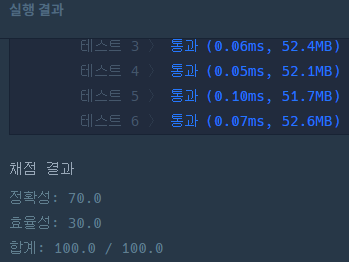 실행 결과
테스트 3 〉 통과 (0.06ms, 52.4MB)
테스트 4 〉 통과 (0.05ms, 52.1MB)
테스트 5 〉 통과 (0.10ms, 51.7MB)
테스트 6 〉 통과 (0.07ms, 52.6MB)
채점 결과
정확성: 70.0
효율성: 30.0
합계: 100.0 / 100.0